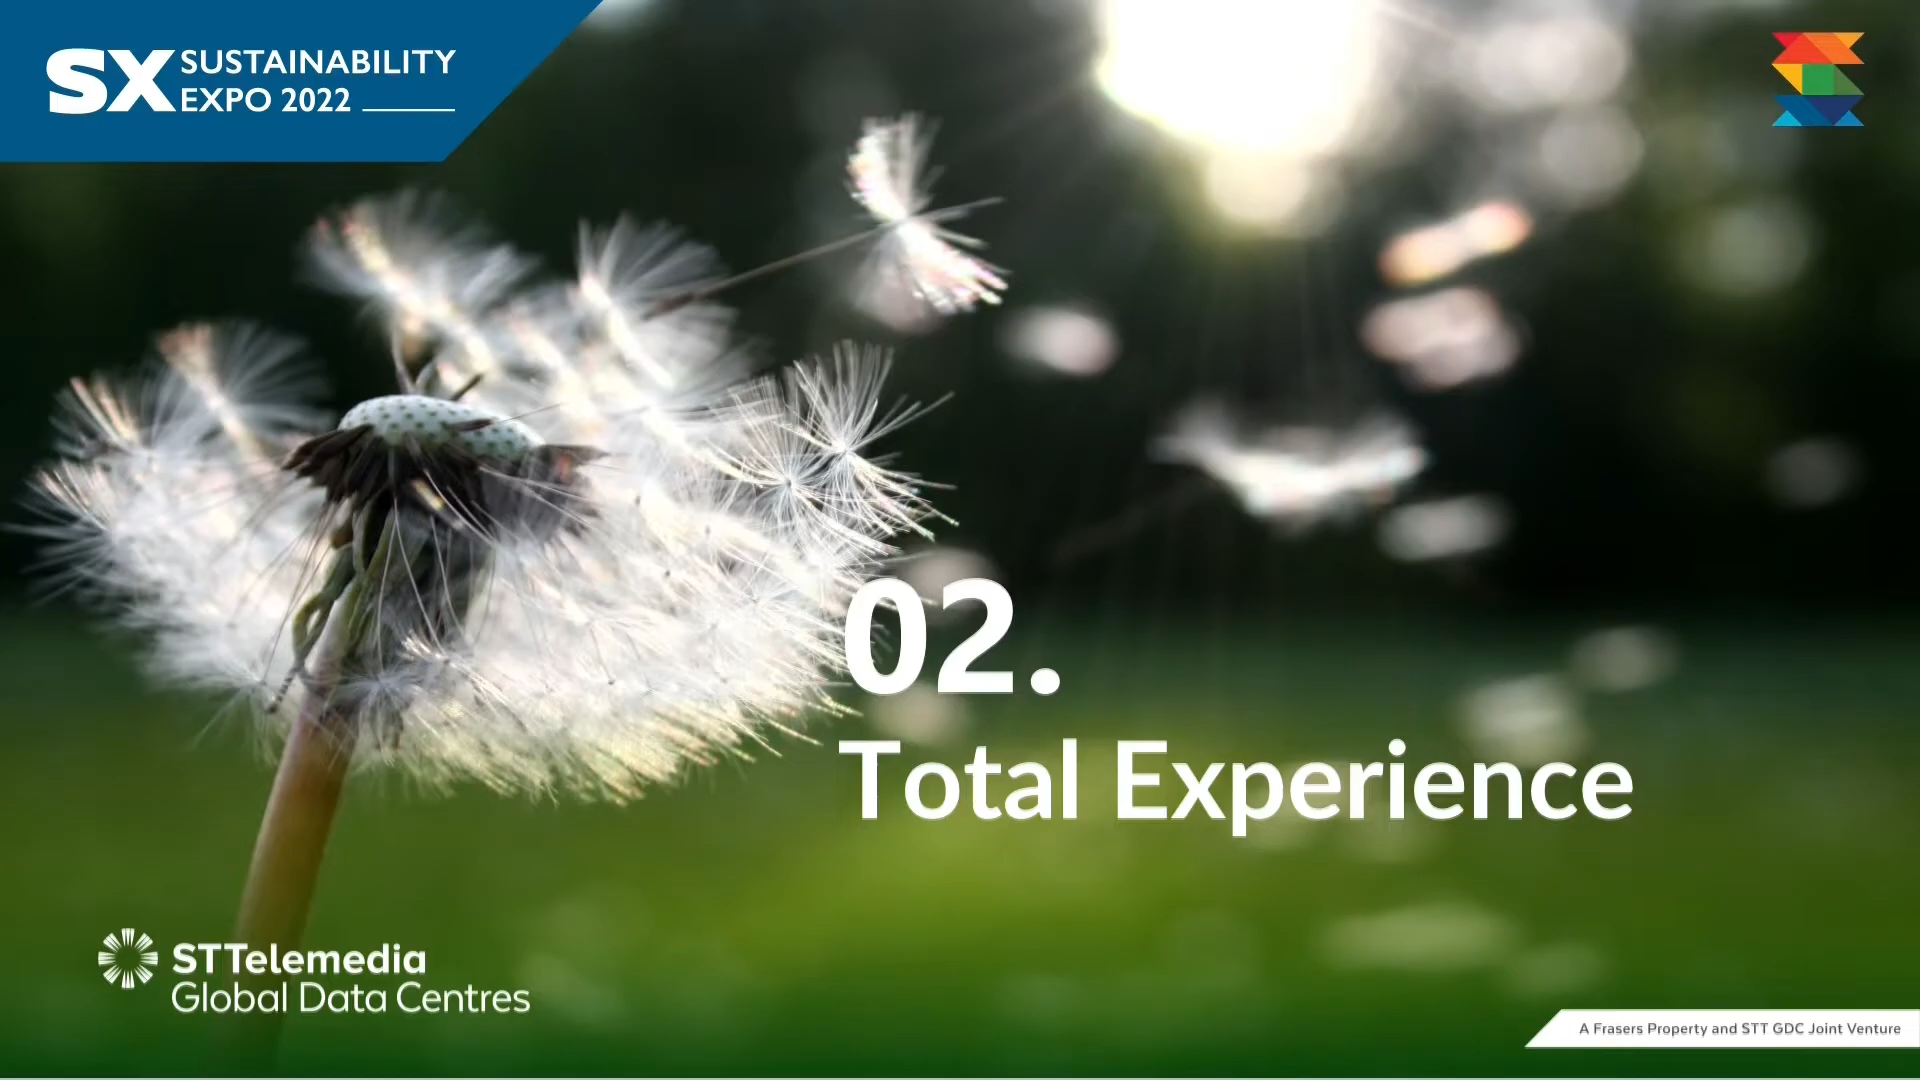 SX SUSTAINABILITY
EXPO 2022
02.
Total Experience
STTelemedia
Global Data Centres
A Frasers Property and STT GDC Joint Venture